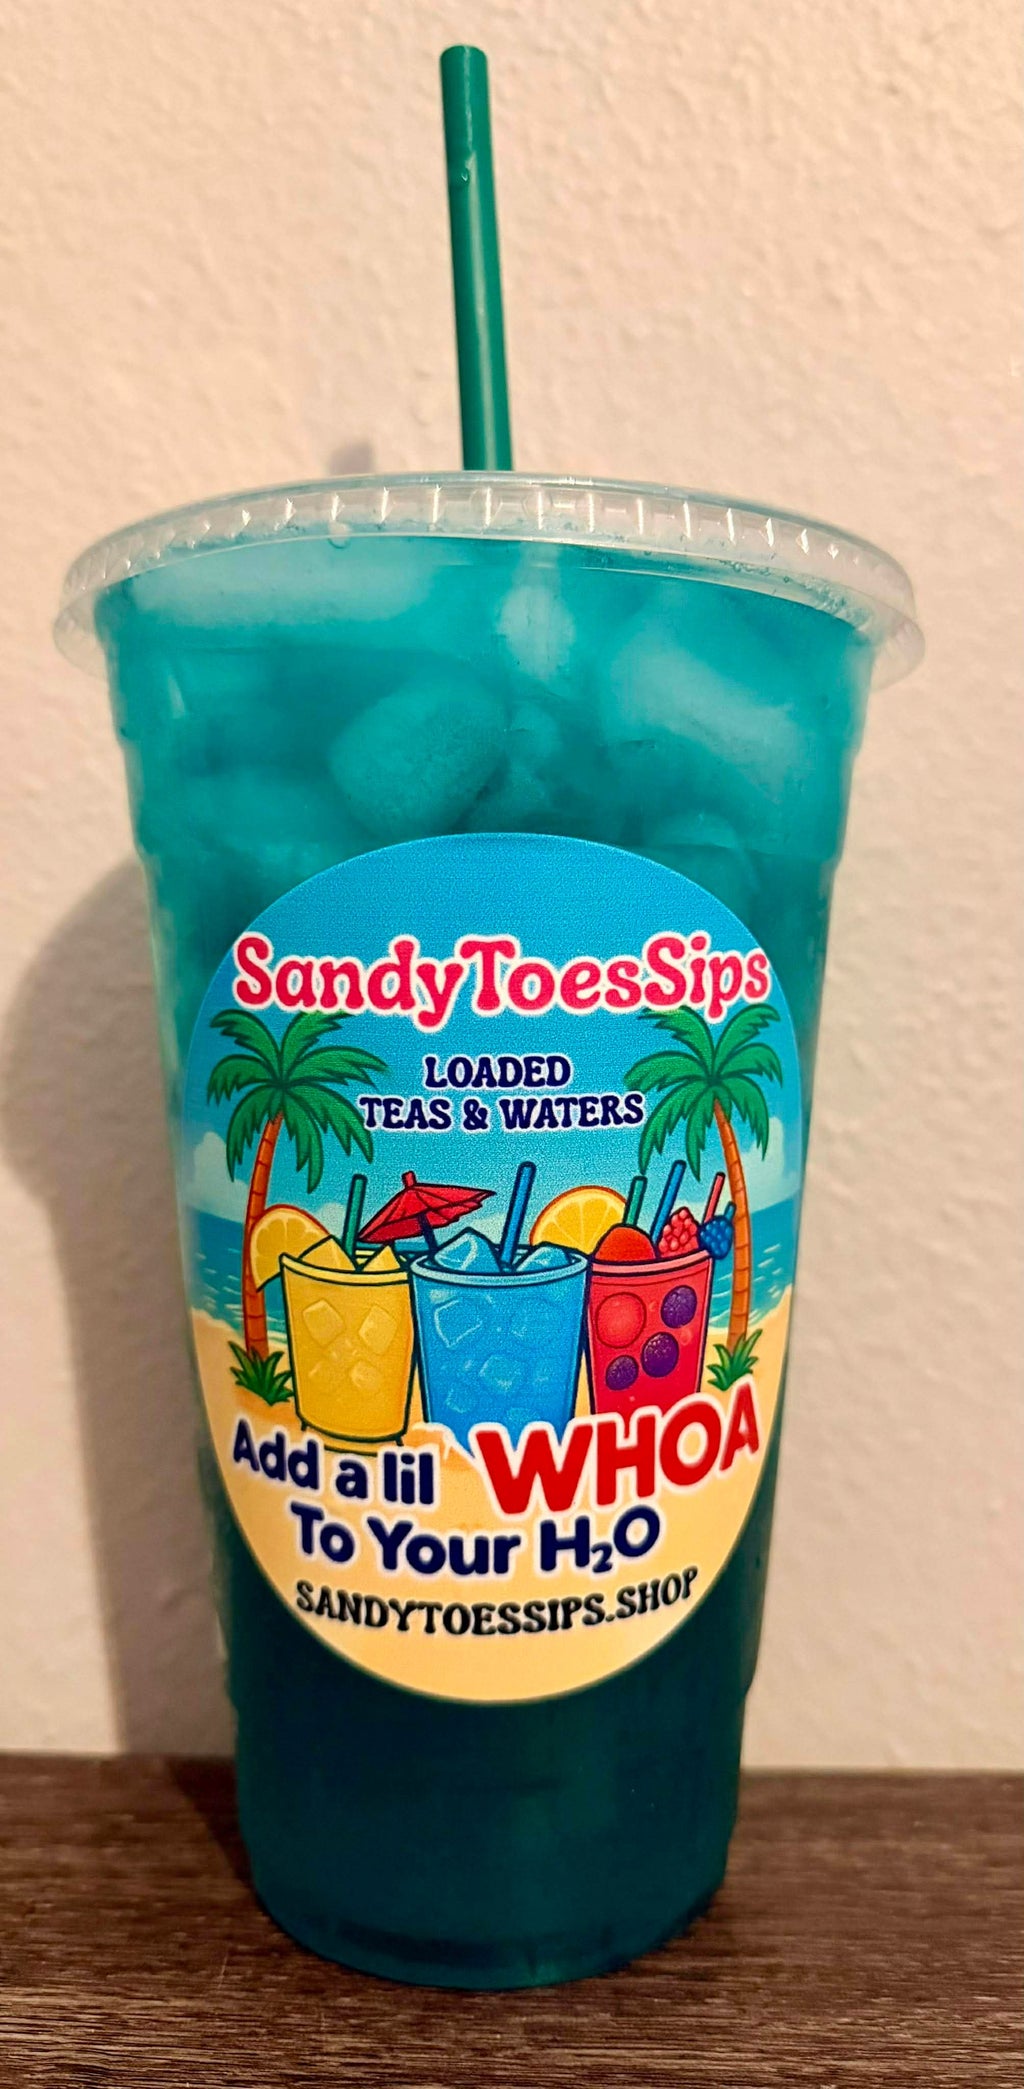 SandyToesSips
LOADED
TEAS & WATERS
Add a lil WHOA
To Your H₂O
SANDYTOESSIPS.SHOP